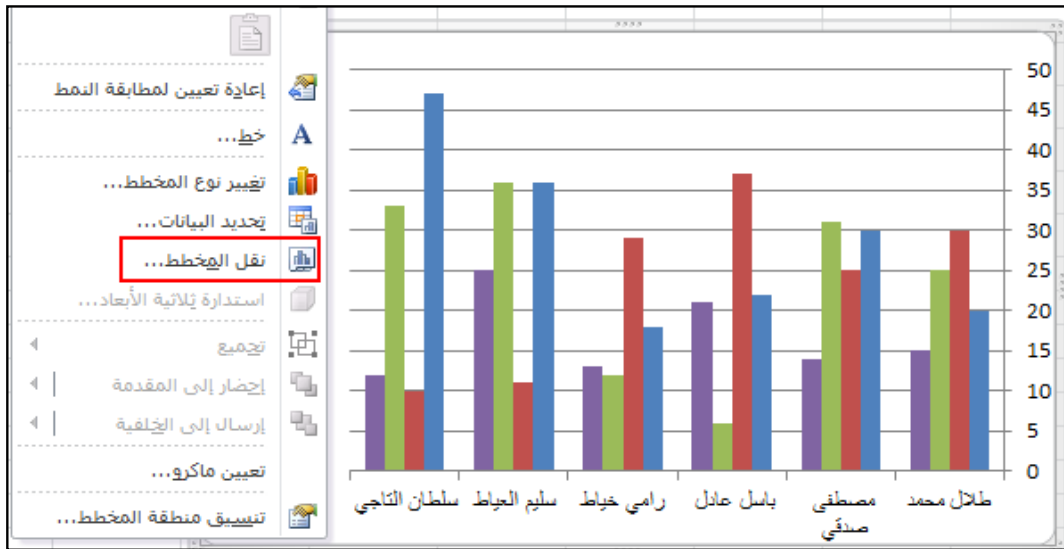 إعادة تعيين لمطابقة النمط
خط...
تغيير نوع المخطط...
تحديد البيانات...
نقل المخطط...
استدارة ثلاثية الأبعاد...
تجميع
إحضار إلى المقدمة
إرسال إلى الخلفية
تعيين ماكرو...
تنسيق منطقة المخطط...
50
45
40
35
30
25
20
15
10
5
0
طلال محمد
مصطفى
صدقي
باسل عادل
رامي خياط
سليم العياط
سلطان التاجي